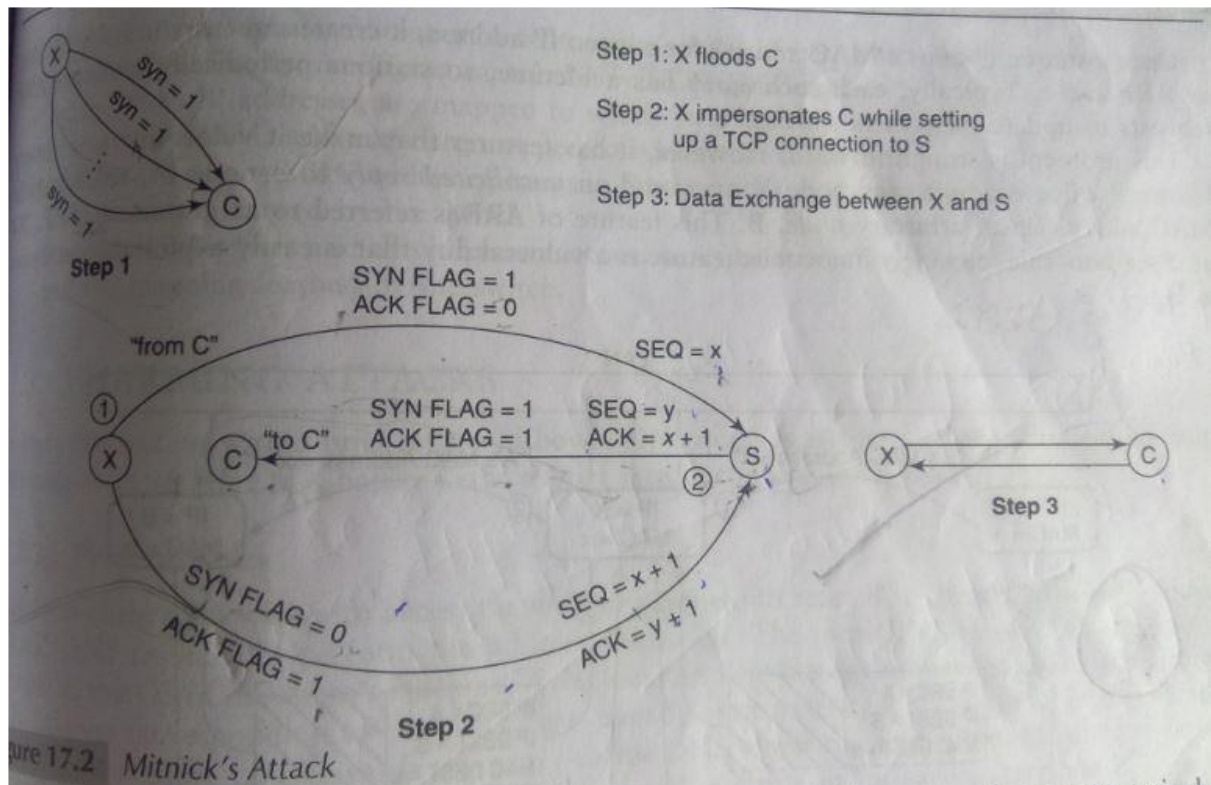 Step 1: X floods C
Step 2: X impersonates C while setting
up a TCP connection to S
Step 3: Data Exchange between X and S
X
syn = 1
syn = 1
syn = 1
C
Step 1
SYN FLAG = 1
ACK FLAG = 0
"from C"
SEQ = x
1
X
C
"to C"
SYN FLAG = 1
ACK FLAG = 1
SEQ = y
ACK = x + 1
S
2
SYN FLAG = 0
ACK FLAG = 1
SEQ = x + 1
ACK = y + 1
Step 2
X
C
Step 3
17.2 Mitnick's Attack